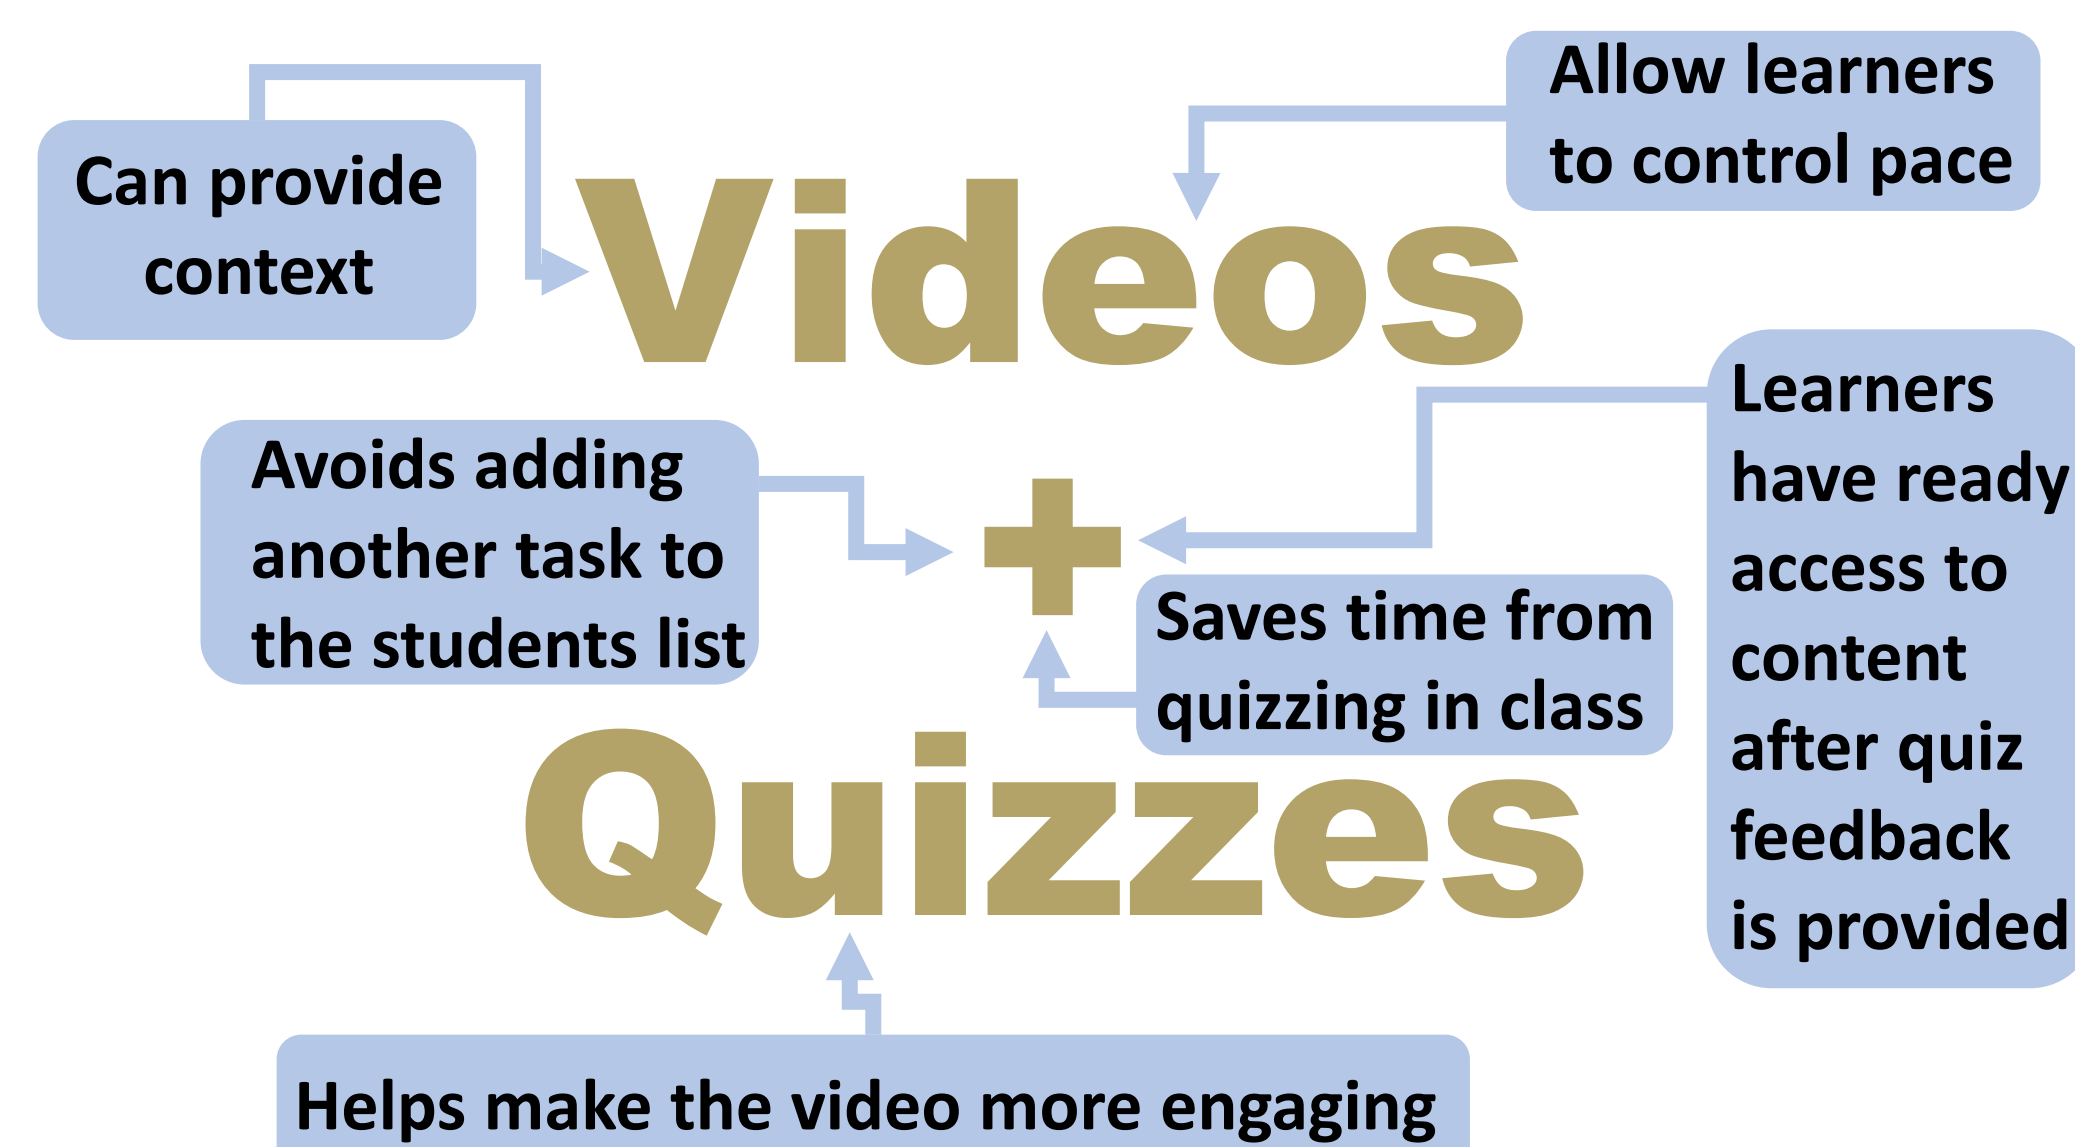 Can provide
context
Allow learners
to control pace
Videos
Avoids adding
another task to
the students list
+
Learners
have ready
access to
content
after quiz
feedback
is provided
Saves time from
quizzing in class
Quizzes
Helps make the video more engaging